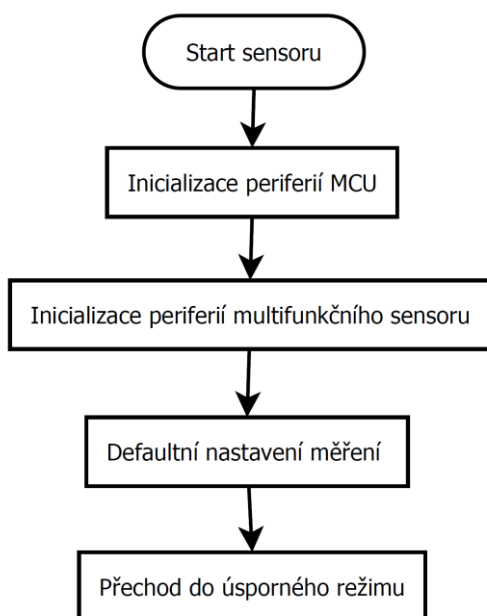 Start sensoru
Inicializace periferií MCU
Inicializace periferií multifunkčního sensoru
Defaultní nastavení měření
Přechod do úsporného režimu